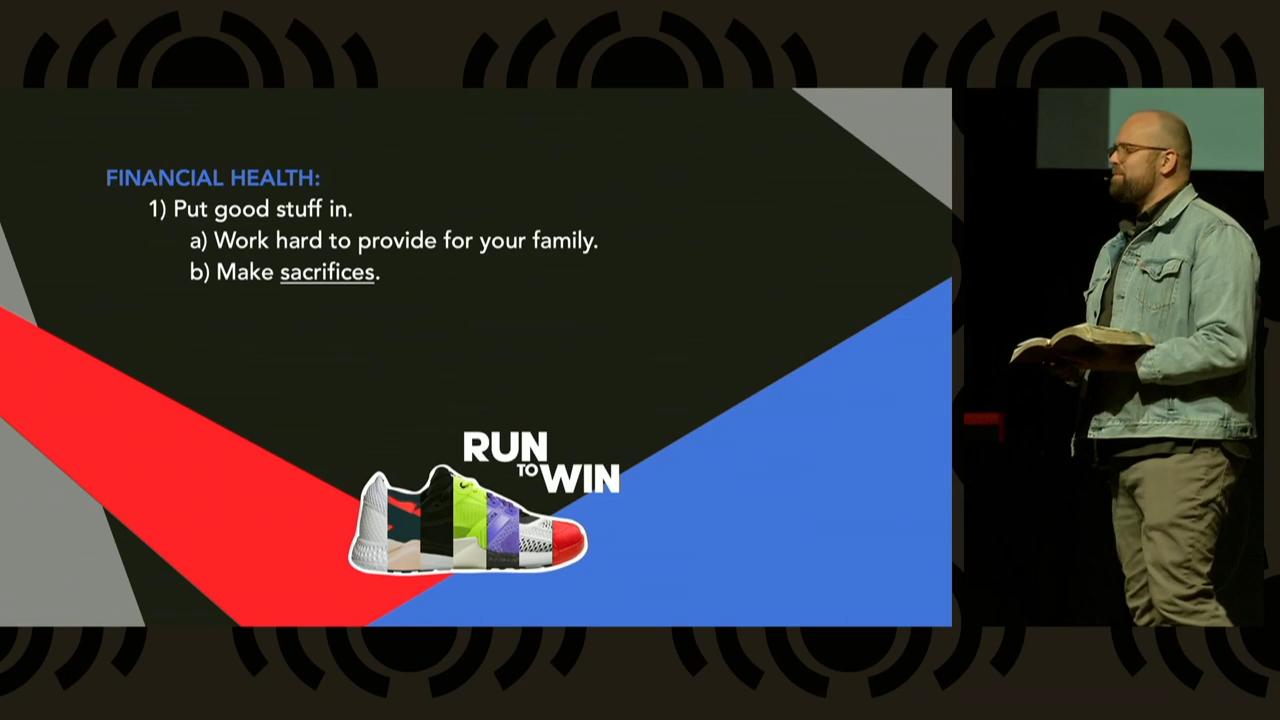 FINANCIAL HEALTH:
1) Put good stuff in.
a) Work hard to provide for your family.
b) Make sacrifices.
RUN
TO WIN